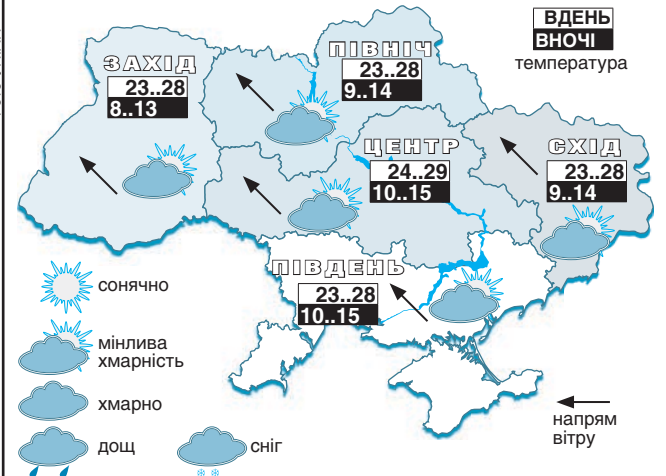 ВДЕНЬ
ВНОЧІ
температура
ЗАХІД
23..28
8..13
ПІВНІЧ
23..28
9..14
ЦЕНТР
24..29
10..15
СХІД
23..28
9..14
ПІВДЕНЬ
23..28
10..15
сонячно
мінлива
хмарність
хмарно
дощ
сніг
напрям
вітру